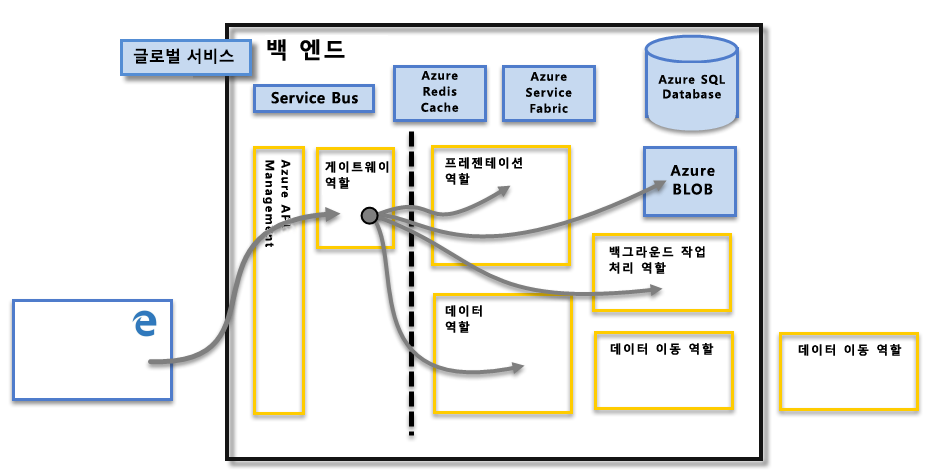 글로벌 서비스
백 엔드
Service Bus
Azure
Redis
Cache
Azure
Service
Fabric
Azure SQL
Database
Azure API
Management
게이트웨이
역할
프레젠테이션
역할
Azure
BLOB
백그라운드 작업
처리 역할
데이터
역할
데이터 이동 역할
데이터 이동 역할